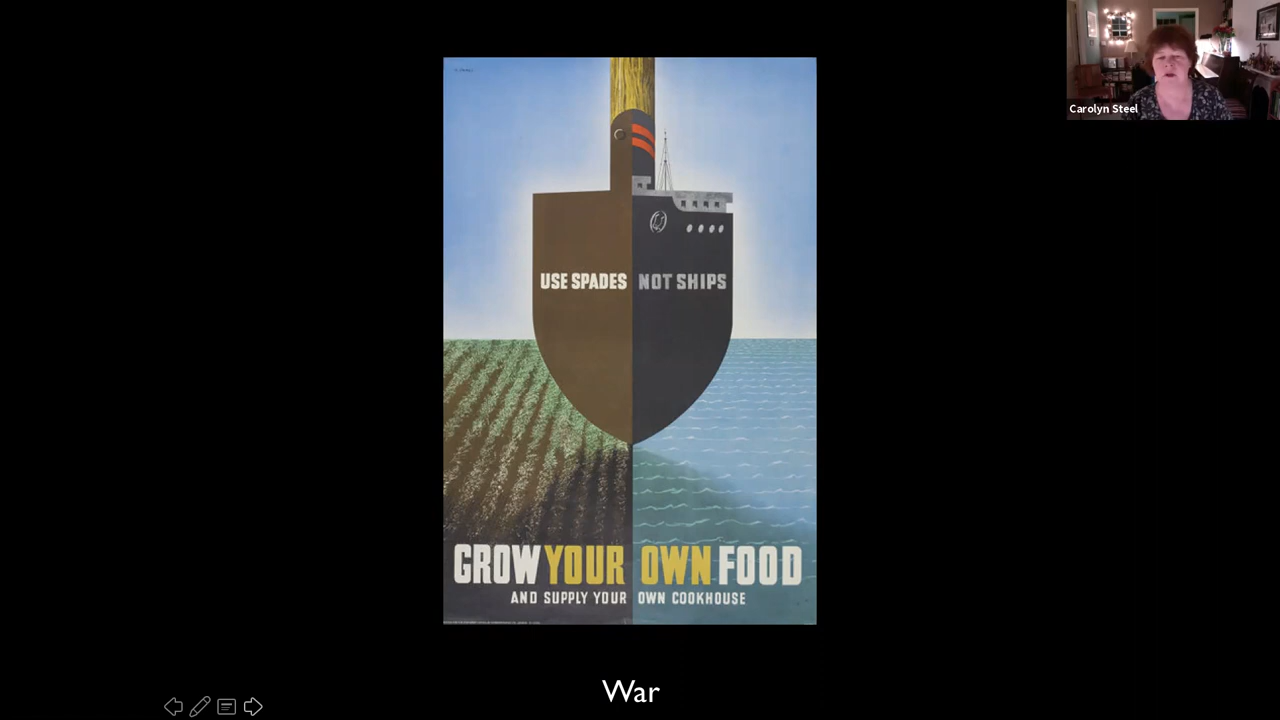 Carolyn Steel
USE SPADES NOT SHIPS
GROW YOUR OWN FOOD
AND SUPPLY YOUR OWN COOKHOUSE
War